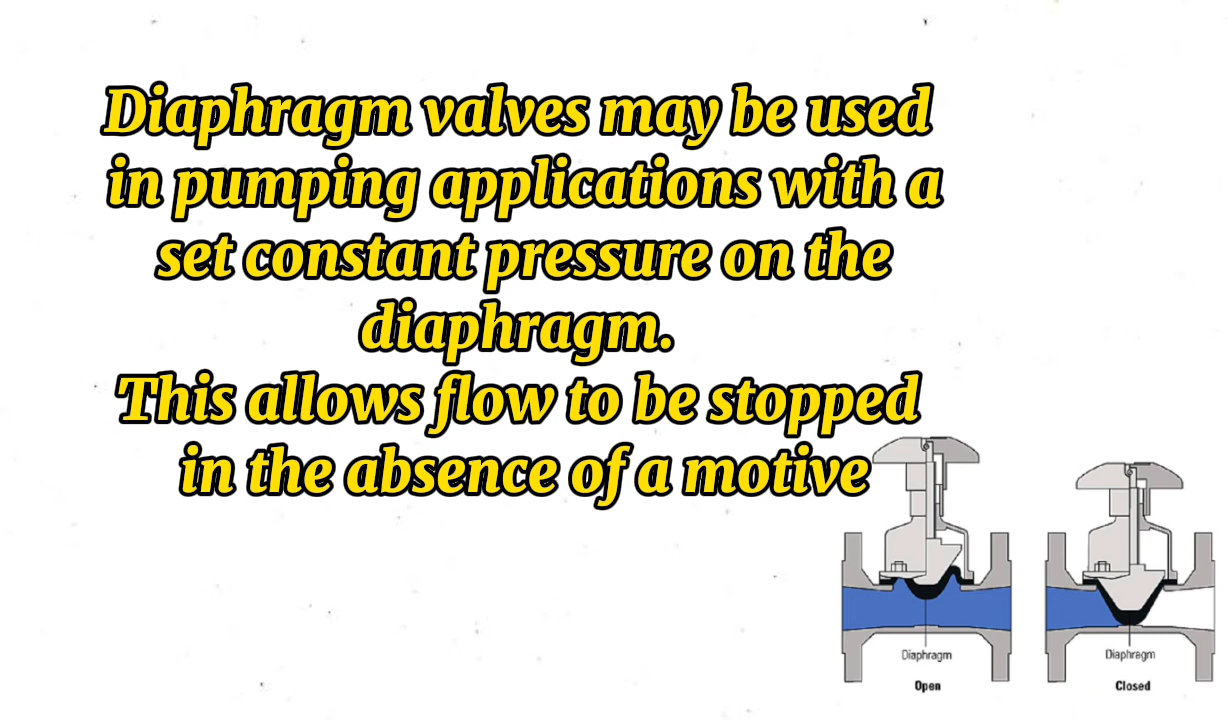 Diaphragm valves may be used
in pumping applications with a
set constant pressure on the
diaphragm.
This allows flow to be stopped
in the absence of a motive
Diaphragm
Open
Diaphragm
Closed